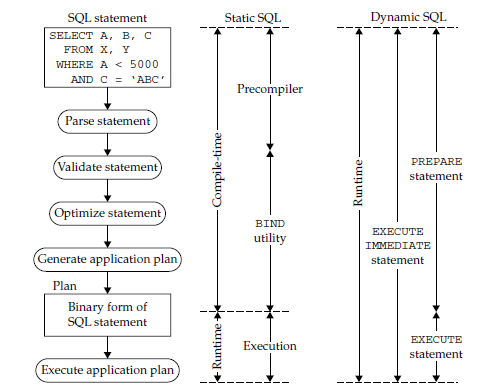 SQL statement
SELECT A, B, C
FROM X, Y
WHERE A < 5000
AND C = 'ABC'
Parse statement
Validate statement
Optimize statement
Generate application plan
Plan
Binary form of
SQL statement
Execute application plan
Static SQL
Compile-time
Runtime
Precompiler
BIND
utility
Execution
Dynamic SQL
Runtime
EXECUTE
IMMEDIATE
statement
PREPARE
statement
EXECUTE
statement